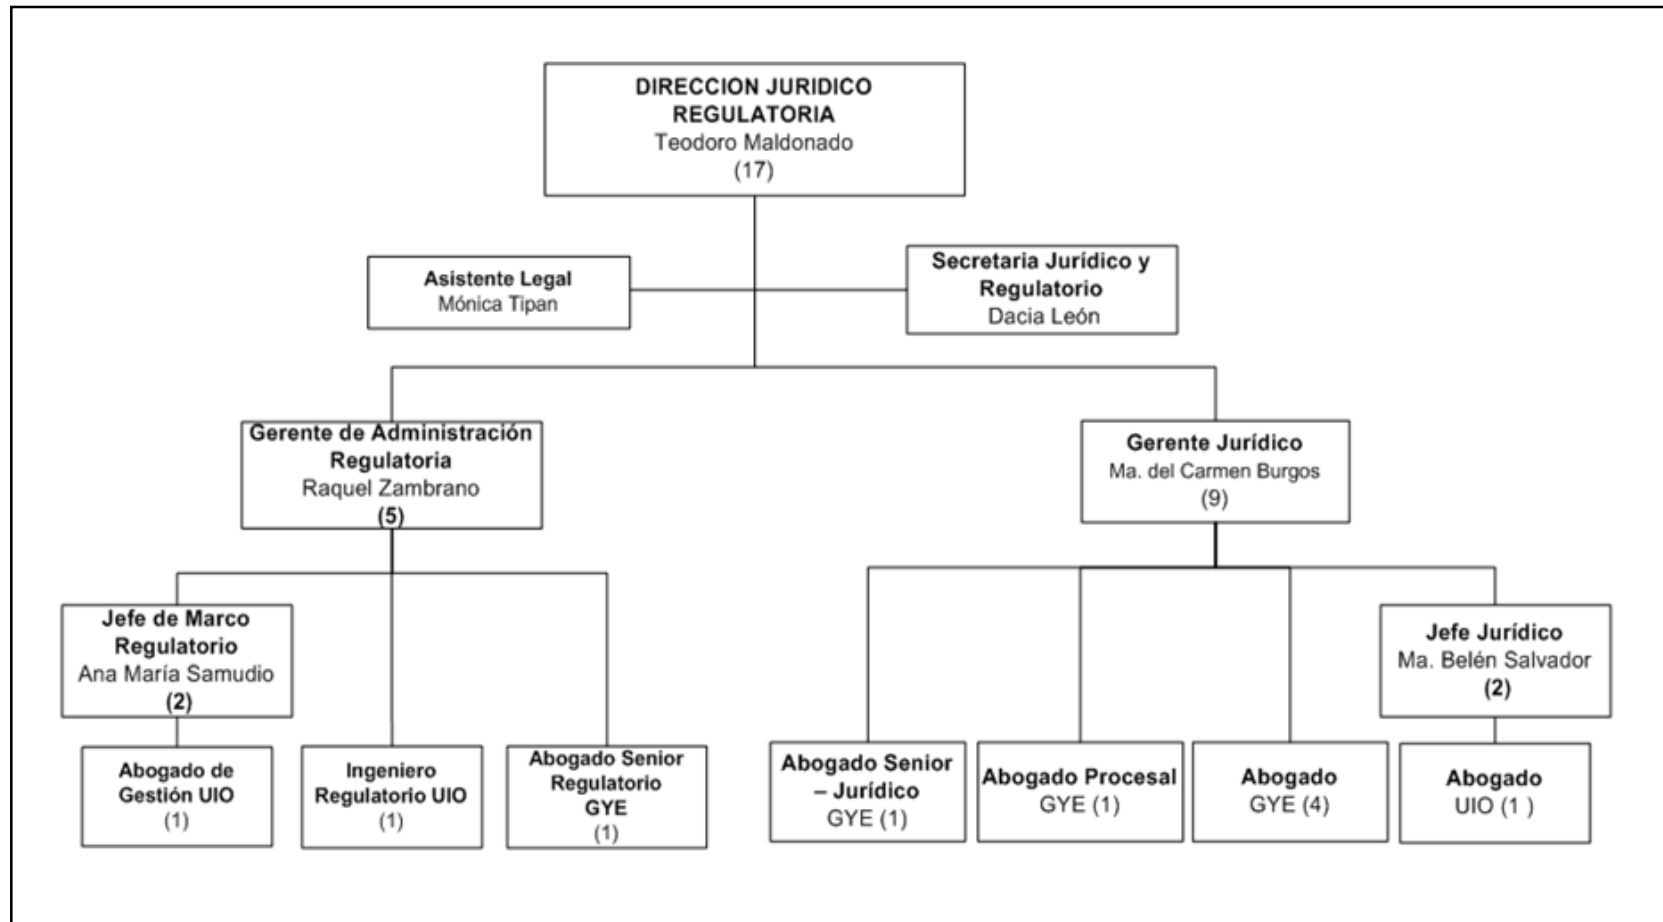 DIRECCION JURIDICO
REGULATORIA
Teodoro Maldonado
(17)
Asistente Legal
Mónica Tipan
Secretaria Jurídico y
Regulatorio
Dacia León
Gerente de Administración
Regulatoria
Raquel Zambrano
(5)
Gerente Jurídico
Ma. del Carmen Burgos
(9)
Jefe de Marco
Regulatorio
Ana María Samudio
(2)
Jefe Jurídico
Ma. Belén Salvador
(2)
Abogado de
Gestión UIO
(1)
Ingeniero
Regulatorio UIO
(1)
Abogado Senior
Regulatorio
GYE
(1)
Abogado Senior
– Jurídico
GYE (1)
Abogado Procesal
GYE (1)
Abogado
GYE (4)
Abogado
UIO (1 )